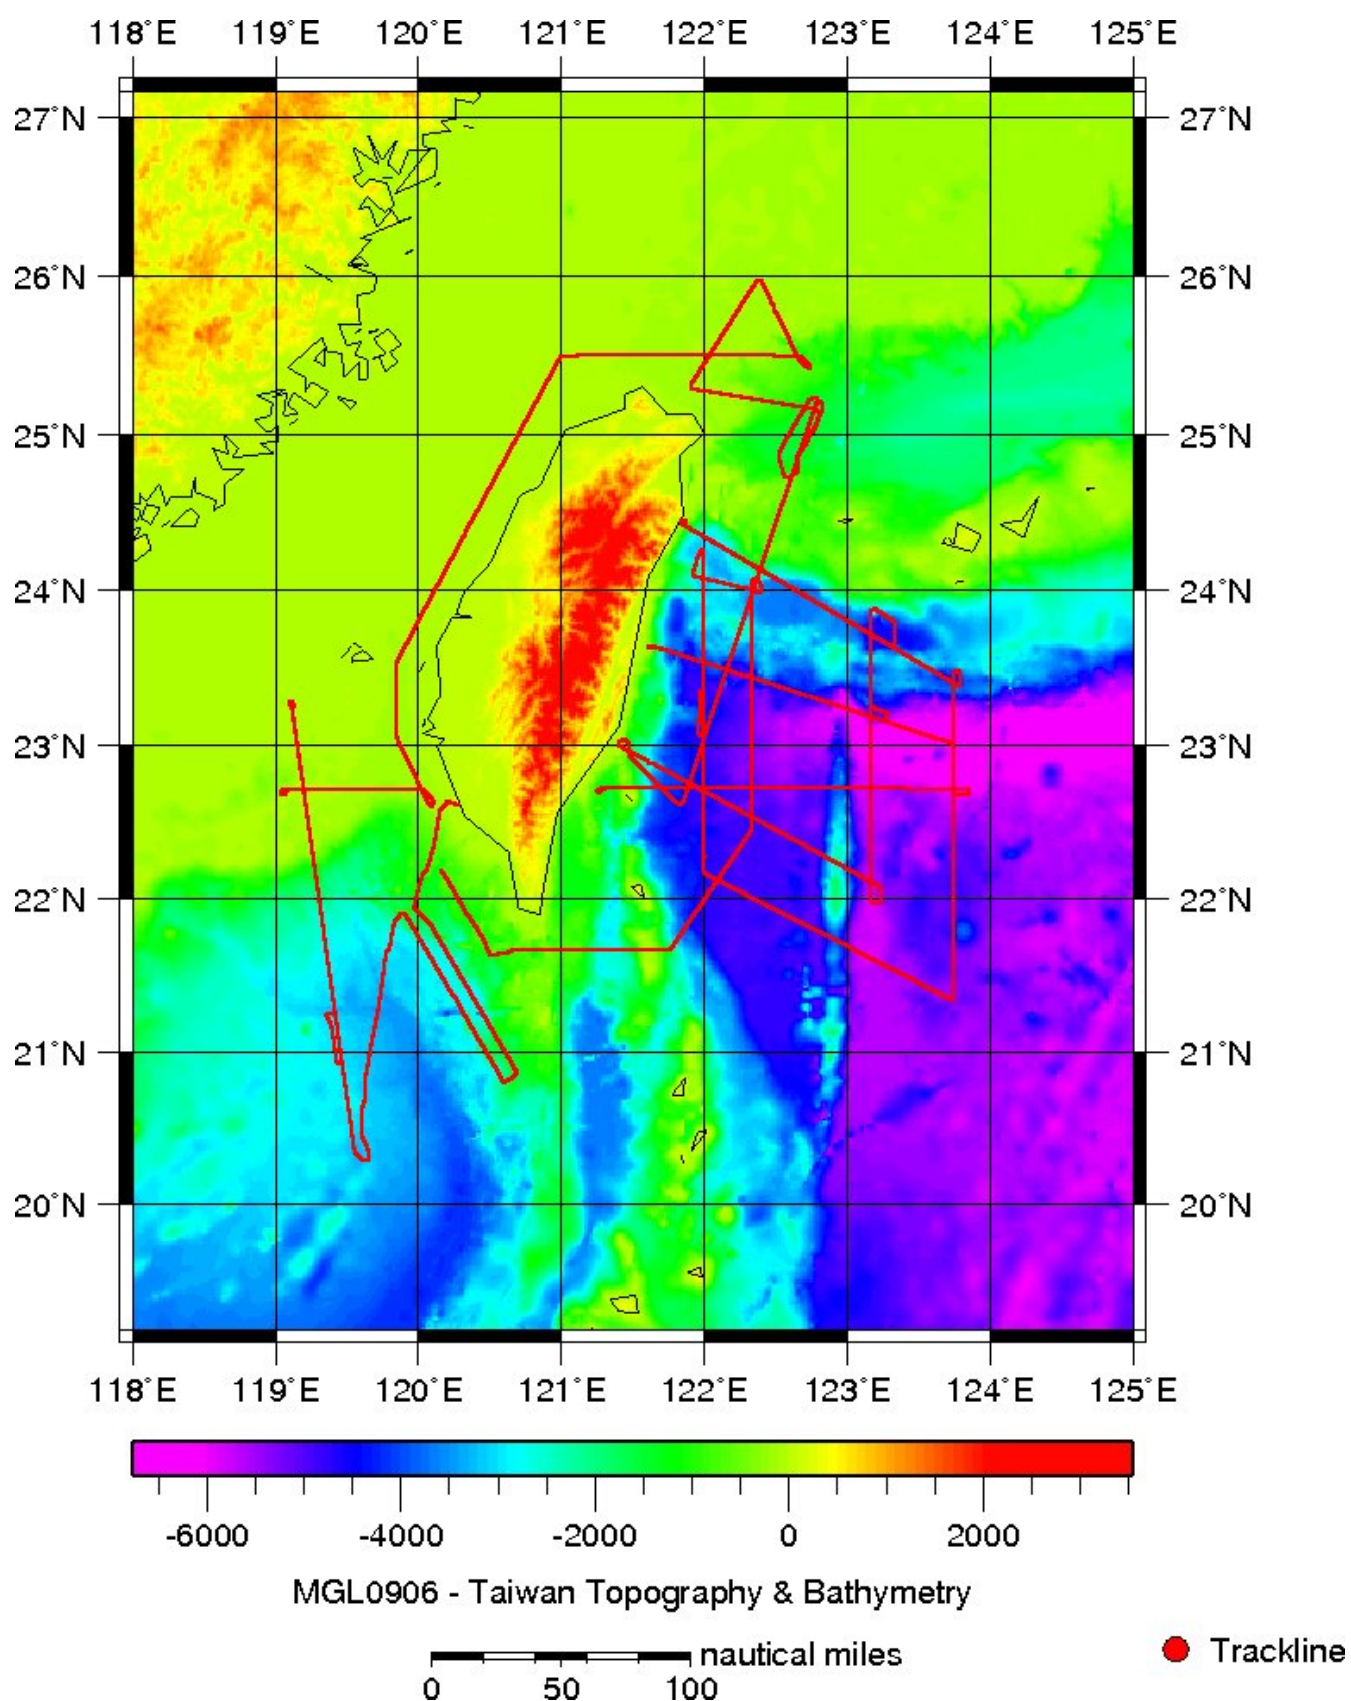 118°E 119°E 120°E 121°E 122°E 123°E 124°E 125°E
27°N 27°N
26°N 26°N
25°N 25°N
24°N 24°N
23°N 23°N
22°N 22°N
21°N 21°N
20°N 20°N
118°E 119°E 120°E 121°E 122°E 123°E 124°E 125°E
-6000 -4000 -2000 0 2000
MGL0906 - Taiwan Topography & Bathymetry
nautical miles
0 50 100
Trackline